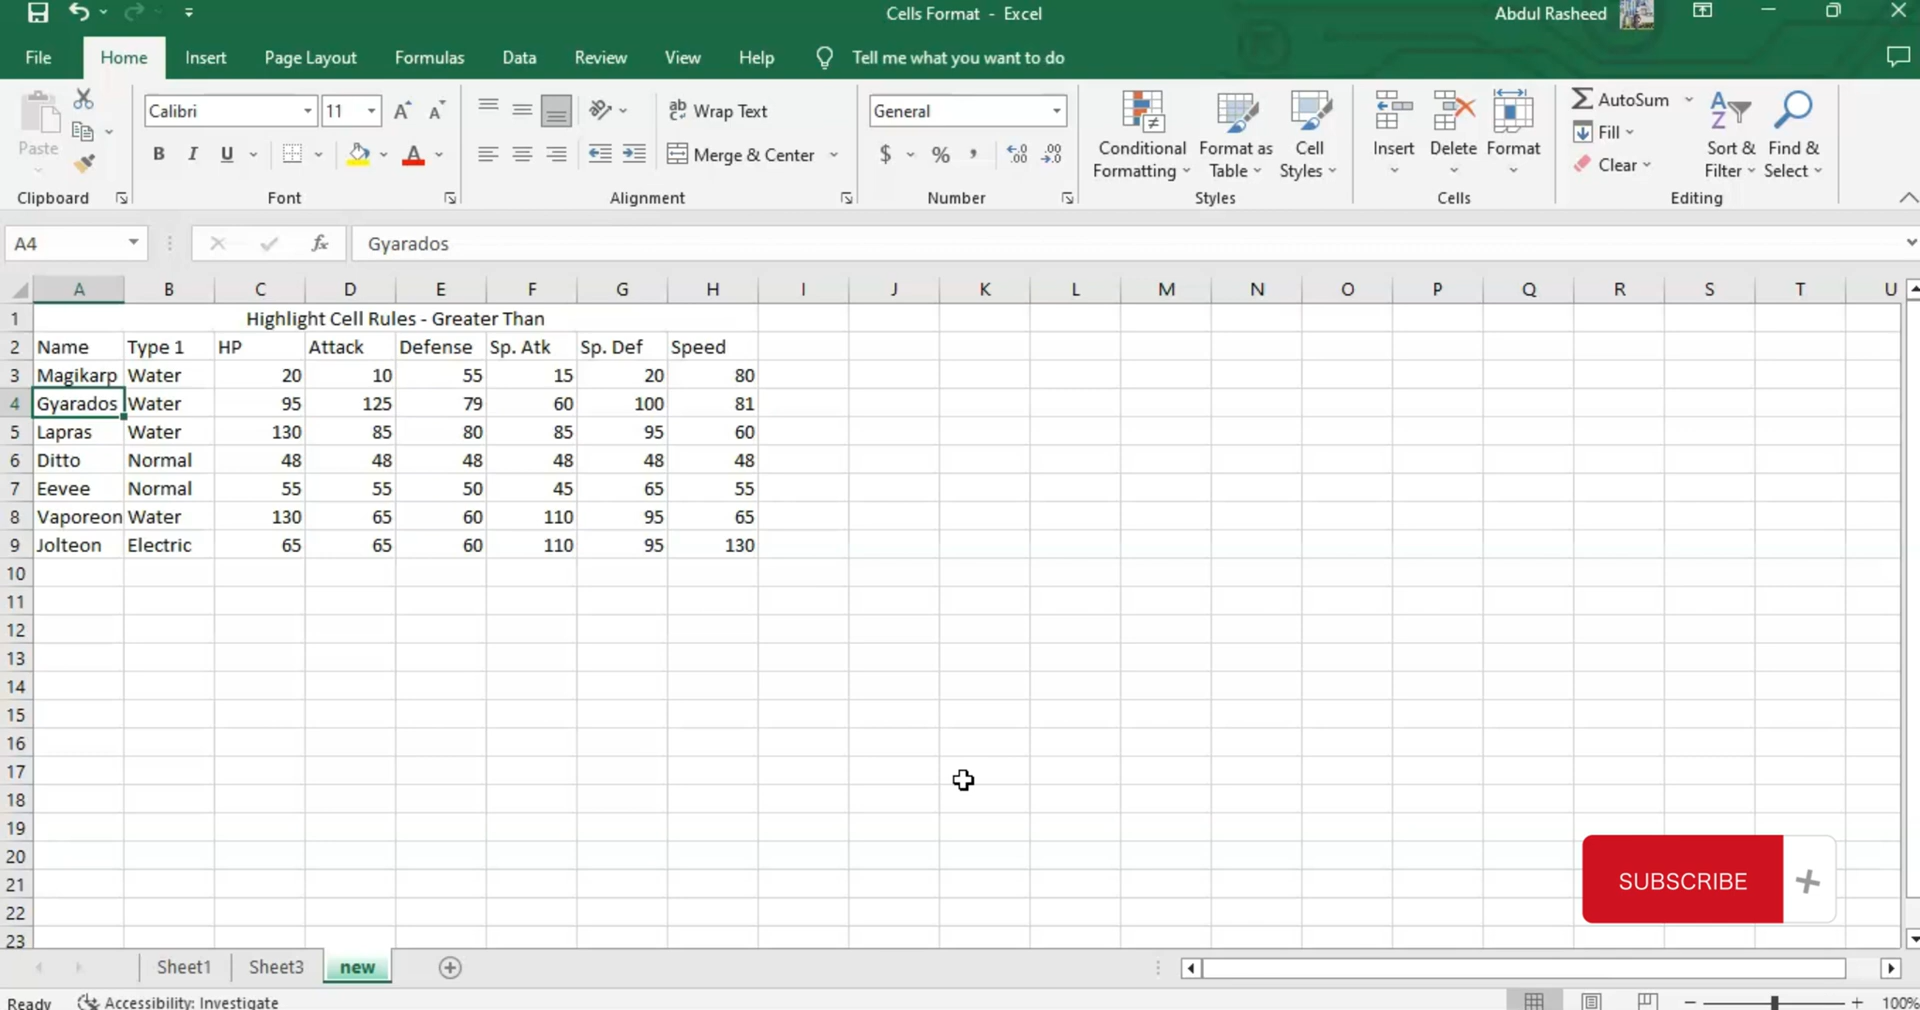 Cells Format - Excel
Abdul Rasheed
File Home Insert Page Layout Formulas Data Review View Help Tell me what you want to do
Paste
Clipboard
Calibri 11
B I U A
Font
Wrap Text
Merge & Center
Alignment
General
$ % ,
Number
Conditional Formatting
Format as Table
Cell Styles
Styles
Insert Delete Format
Cells
AutoSum
Fill
Clear
Sort & Filter
Find & Select
Editing
A4 fx Gyarados
A B C D E F G H I J K L M N O P Q R S T U
1 Highlight Cell Rules - Greater Than
2 Name Type 1 HP Attack Defense Sp. Atk Sp. Def Speed
3 Magikarp Water 20 10 55 15 20 80
4 Gyarados Water 95 125 79 60 100 81
5 Lapras Water 130 85 80 85 95 60
6 Ditto Normal 48 48 48 48 48 48
7 Eevee Normal 55 55 50 45 65 55
8 Vaporeon Water 130 65 60 110 95 65
9 Jolteon Electric 65 65 60 110 95 130
10
11
12
13
14
15
16
17
18
19
20
21
22
23
SUBSCRIBE +
Sheet1 Sheet3 new
Ready Accessibility: Investigate 100%